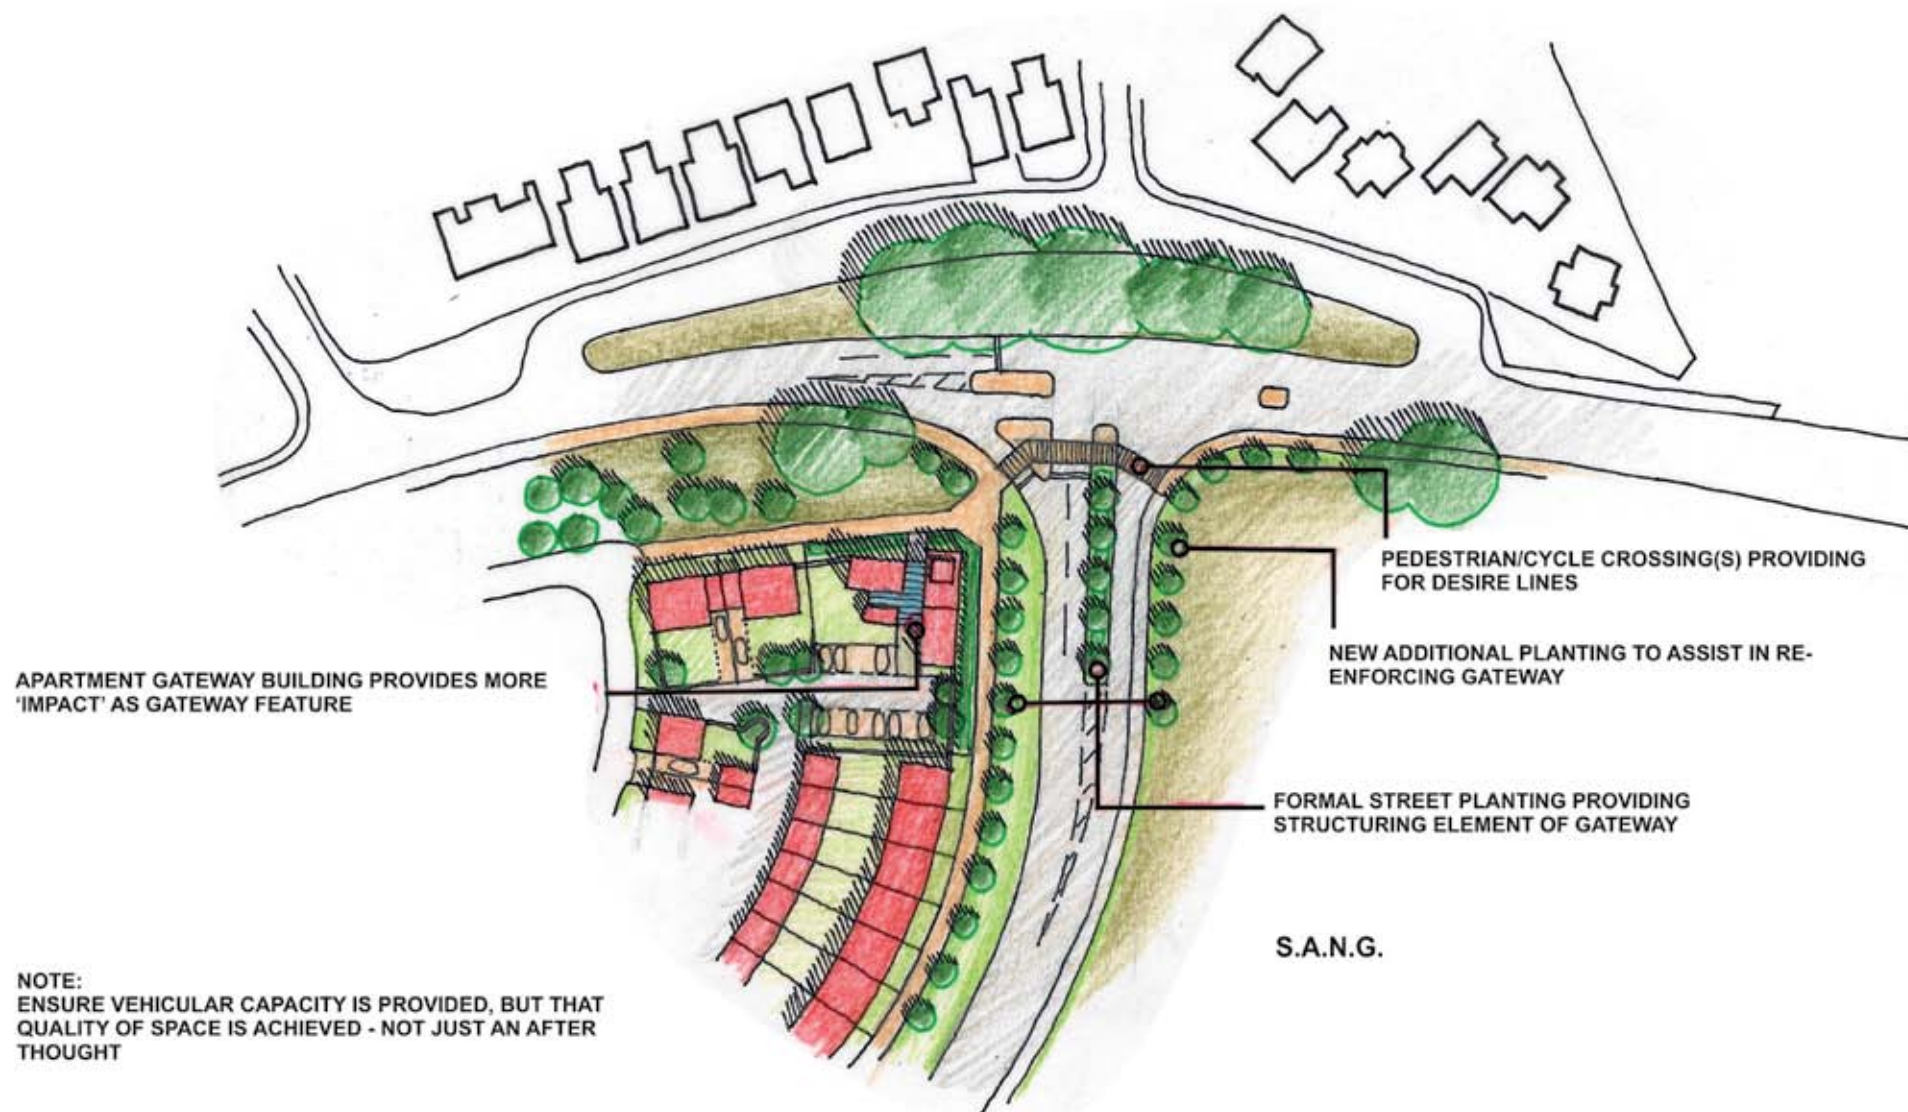 PEDESTRIAN/CYCLE CROSSING(S) PROVIDING
FOR DESIRE LINES
NEW ADDITIONAL PLANTING TO ASSIST IN RE-
ENFORCING GATEWAY
APARTMENT GATEWAY BUILDING PROVIDES MORE
‘IMPACT’ AS GATEWAY FEATURE
FORMAL STREET PLANTING PROVIDING
STRUCTURING ELEMENT OF GATEWAY
S.A.N.G.
NOTE:
ENSURE VEHICULAR CAPACITY IS PROVIDED, BUT THAT
QUALITY OF SPACE IS ACHIEVED - NOT JUST AN AFTER
THOUGHT